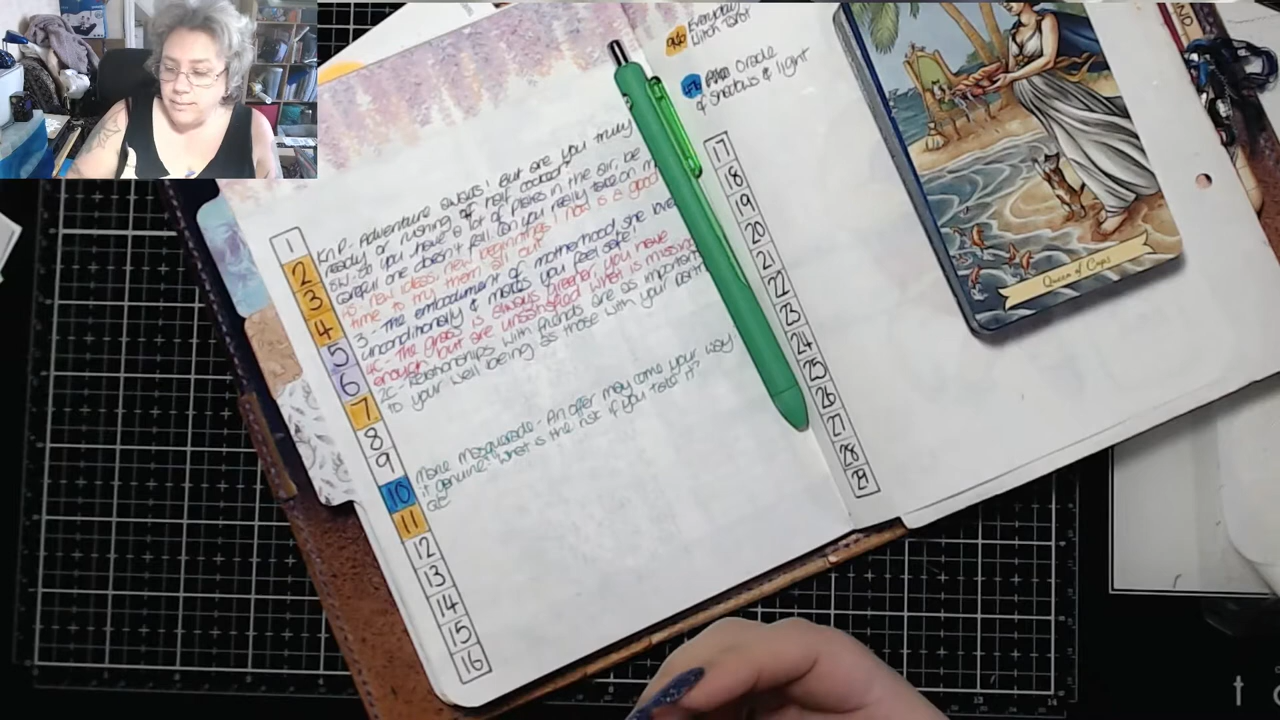 1
2
3
4
5
6
7
8
9
10
11
12
13
14
15
16
KnP - Adventure awaits! But are you truly
ready or rushing off half cocked?
8W - So you have a lot of plates in the air, be
careful one doesn't fall. Can you really take on
new ideas, new beginnings! now is a good
time to try them all out
3 - The embodiment of motherhood, she loves
unconditionally & makes you feel safe!
4C - The grass is always greener, you have
enough but are unsatisfied. What is missing
2C - Relationships with friends are as important
to your well being as those with your
More Masquerade - An offer may come your way.
is it genuine. What is the risk if you take it?
QC
Everyday
Witch Tarot
Oracle
of shadows & light
17
18
19
20
21
22
23
24
25
26
27
28
29
Queen of Cups